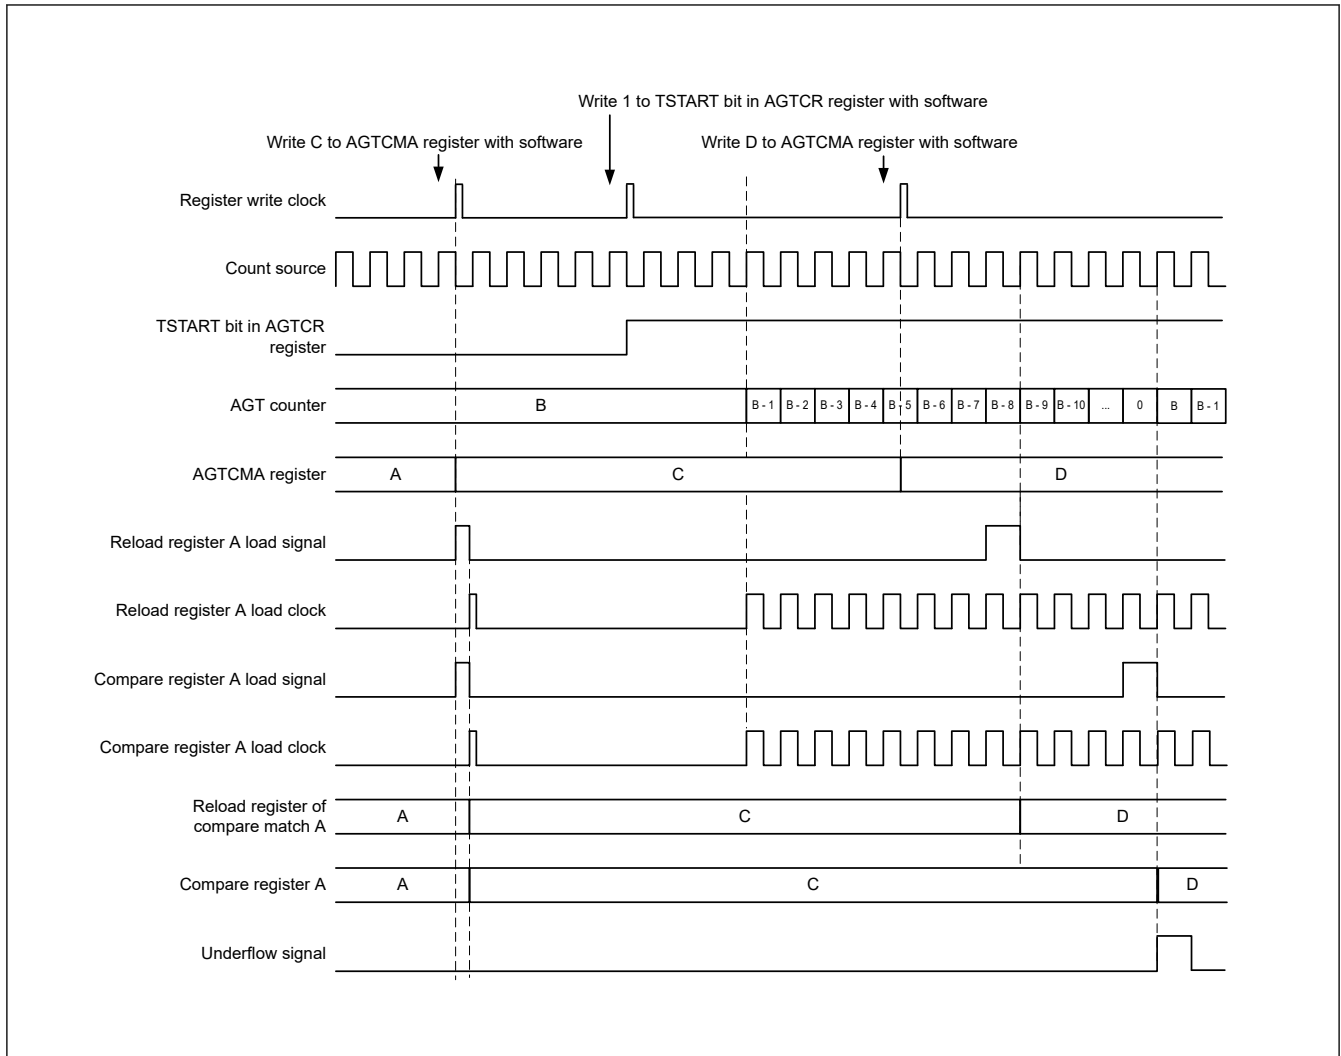 Write 1 to TSTART bit in AGTCR register with software
Write C to AGTCMA register with software
Write D to AGTCMA register with software
Register write clock
Count source
TSTART bit in AGTCR
register
AGT counter
B
B - 1
B - 2
B - 3
B - 4
B - 5
B - 6
B - 7
B - 8
B - 9
B - 10
...
0
B
B - 1
AGTCMA register
A
C
D
Reload register A load signal
Reload register A load clock
Compare register A load signal
Compare register A load clock
Reload register of
compare match A
A
C
D
Compare register A
A
C
D
Underflow signal